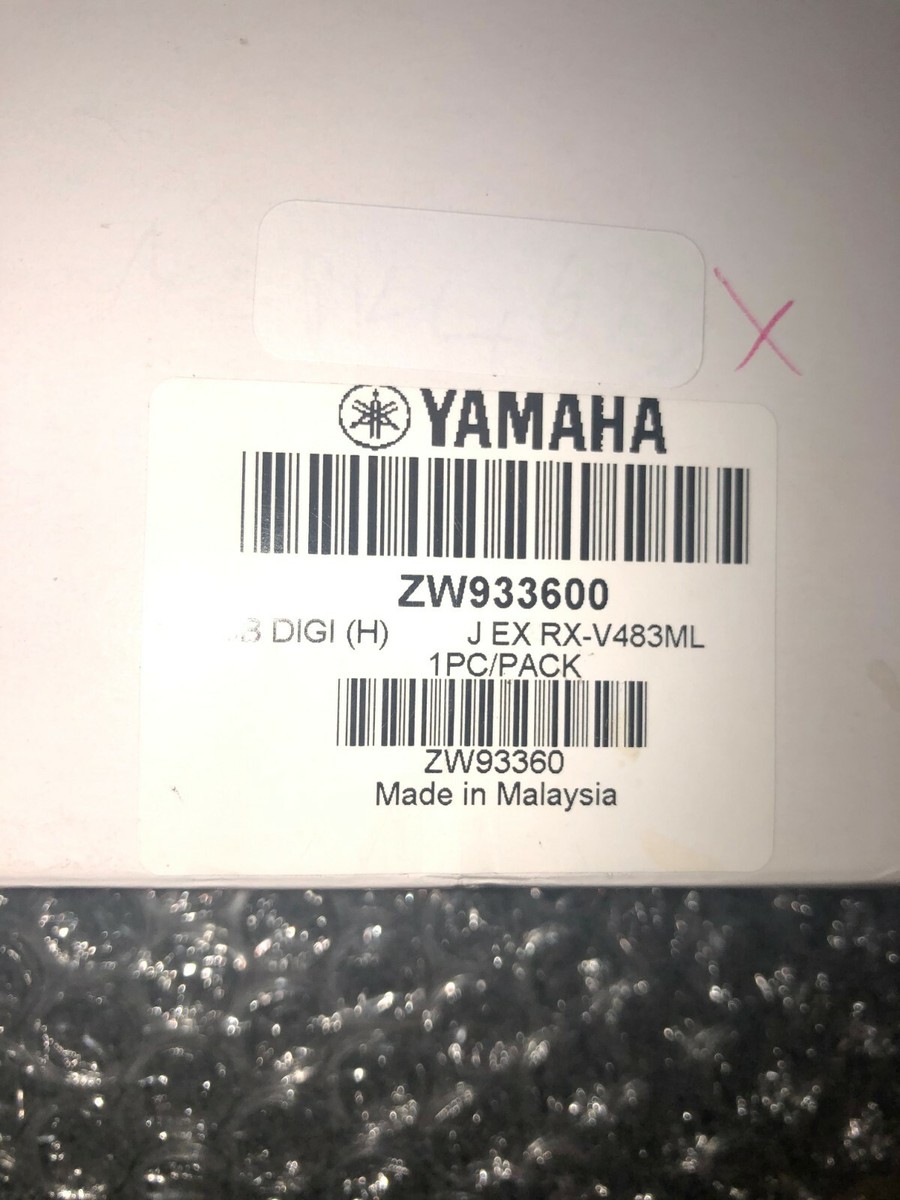 YAMAHA
ZW933600
DIGI (H) J EX RX-V483ML
1PC/PACK
ZW93360
Made in Malaysia